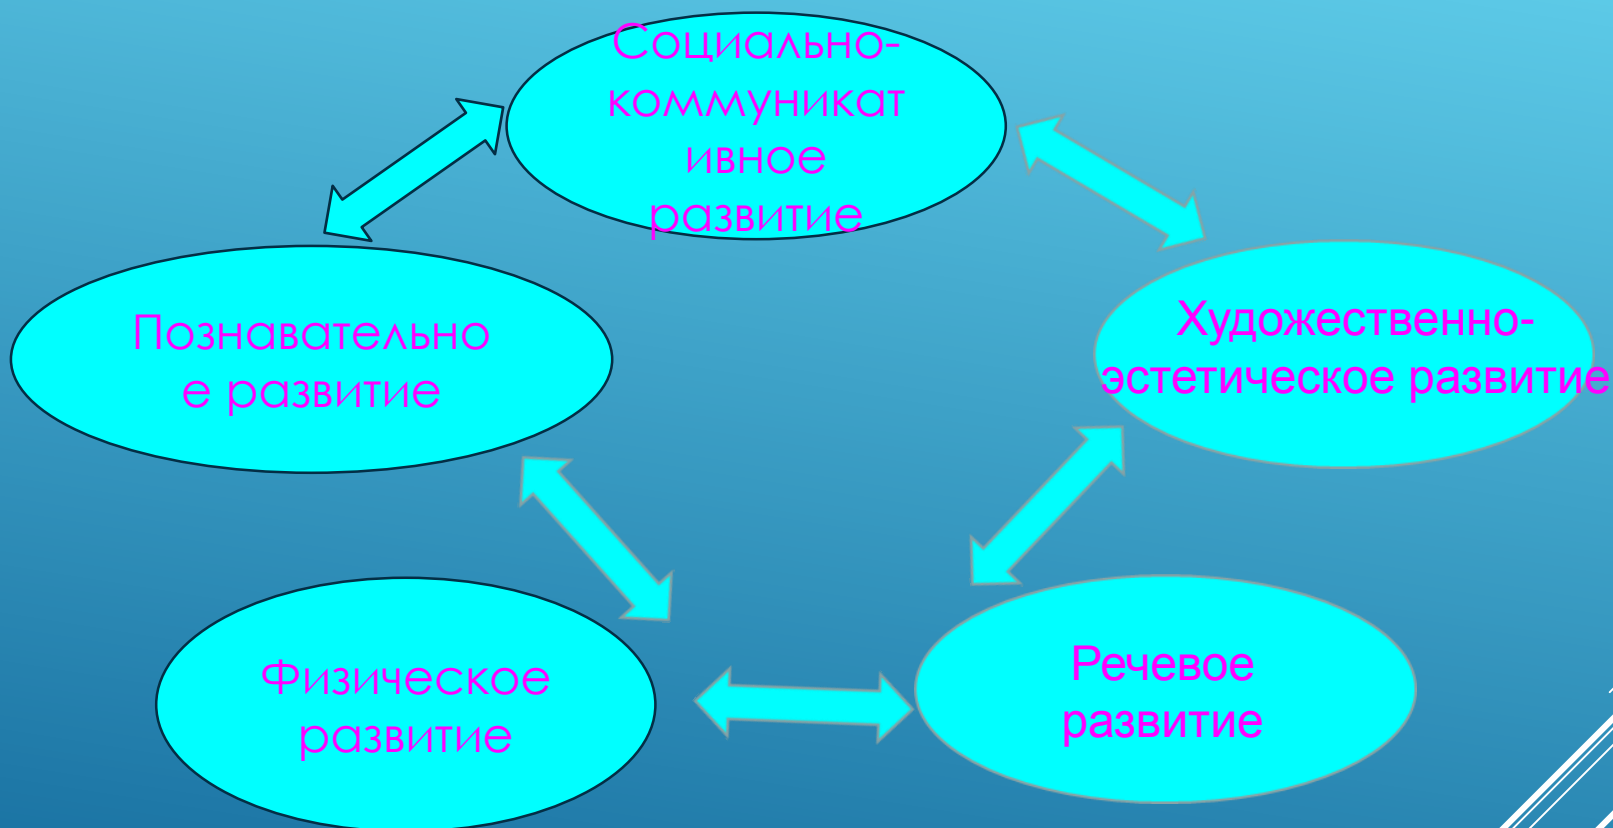 Социально-
коммуникат
ивное
развитие
Познавательно
е развитие
Художественно-
эстетическое развитие
Физическое
развитие
Речевое
развитие